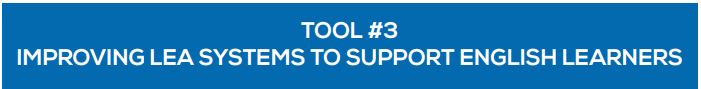 TOOL #3
IMPROVING LEA SYSTEMS TO SUPPORT ENGLISH LEARNERS